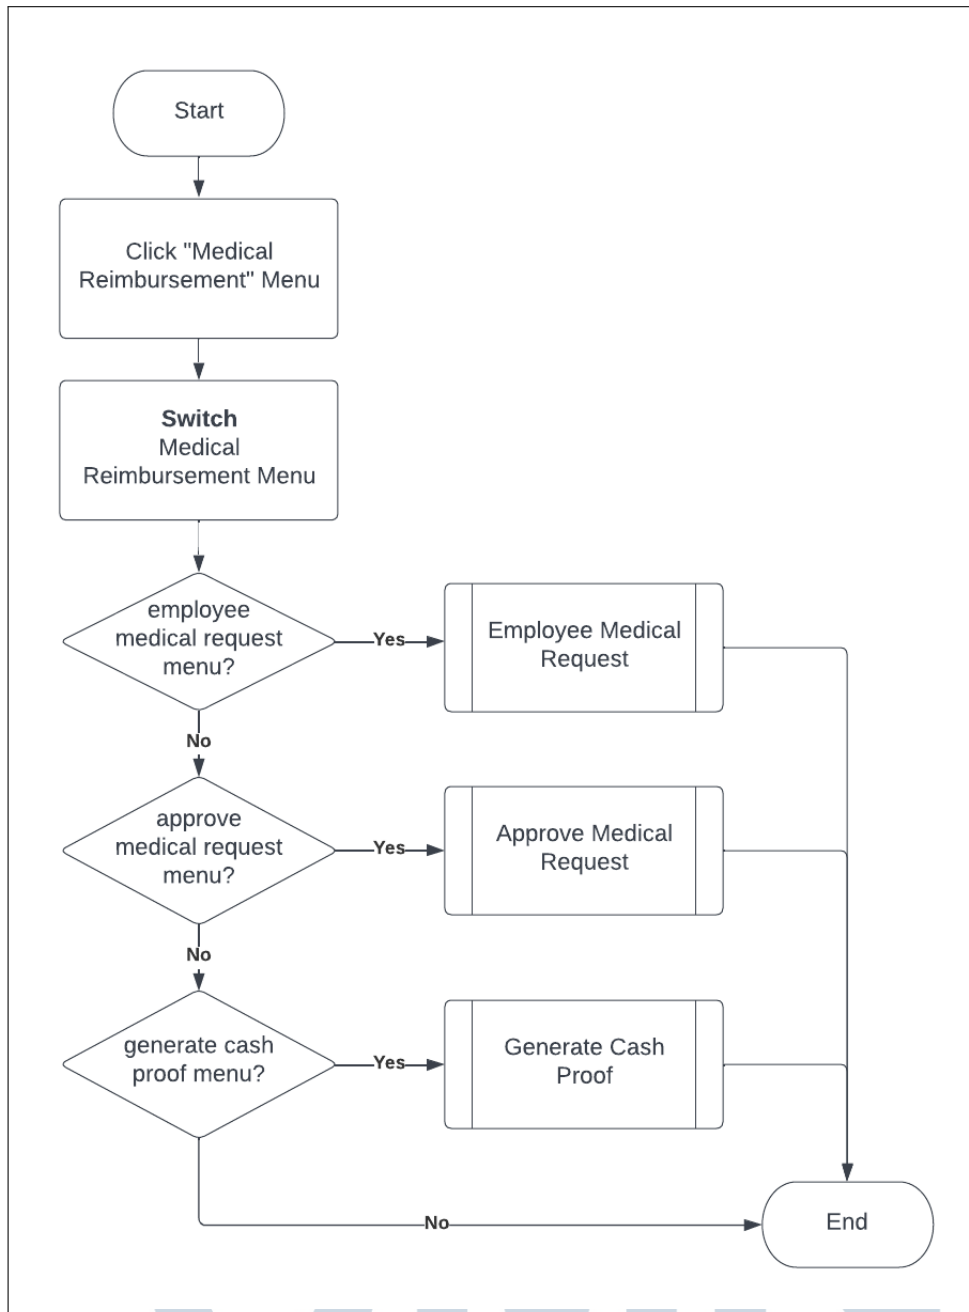 Start
Click "Medical
Reimbursement" Menu
Switch
Medical
Reimbursement Menu
employee
medical request
menu?
Yes
Employee Medical
Request
No
approve
medical request
menu?
Yes
Approve Medical
Request
No
generate cash
proof menu?
Yes
Generate Cash
Proof
No
End